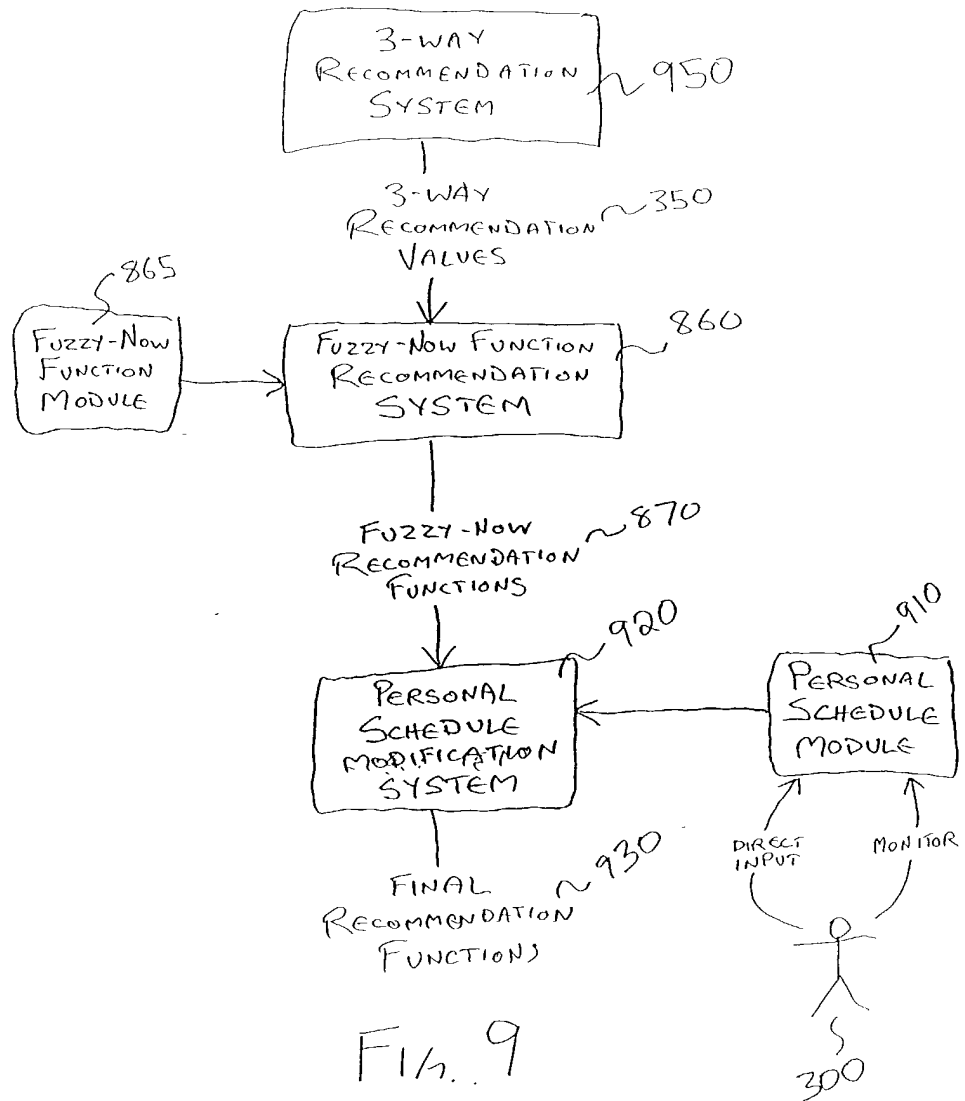 3-WAY
RECOMMENDATION
SYSTEM
950
3-WAY
RECOMMENDATION
VALUES
350
865
FUZZY-NOW
FUNCTION
MODULE
FUZZY-NOW FUNCTION
RECOMMENDATION
SYSTEM
860
FUZZY-NOW
RECOMMENDATION
FUNCTIONS
870
920
PERSONAL
SCHEDULE
MODIFICATION
SYSTEM
910
PERSONAL
SCHEDULE
MODULE
DIRECT
INPUT
MONITOR
FINAL
RECOMMENDATION
FUNCTIONS
930
300
FIG. 9